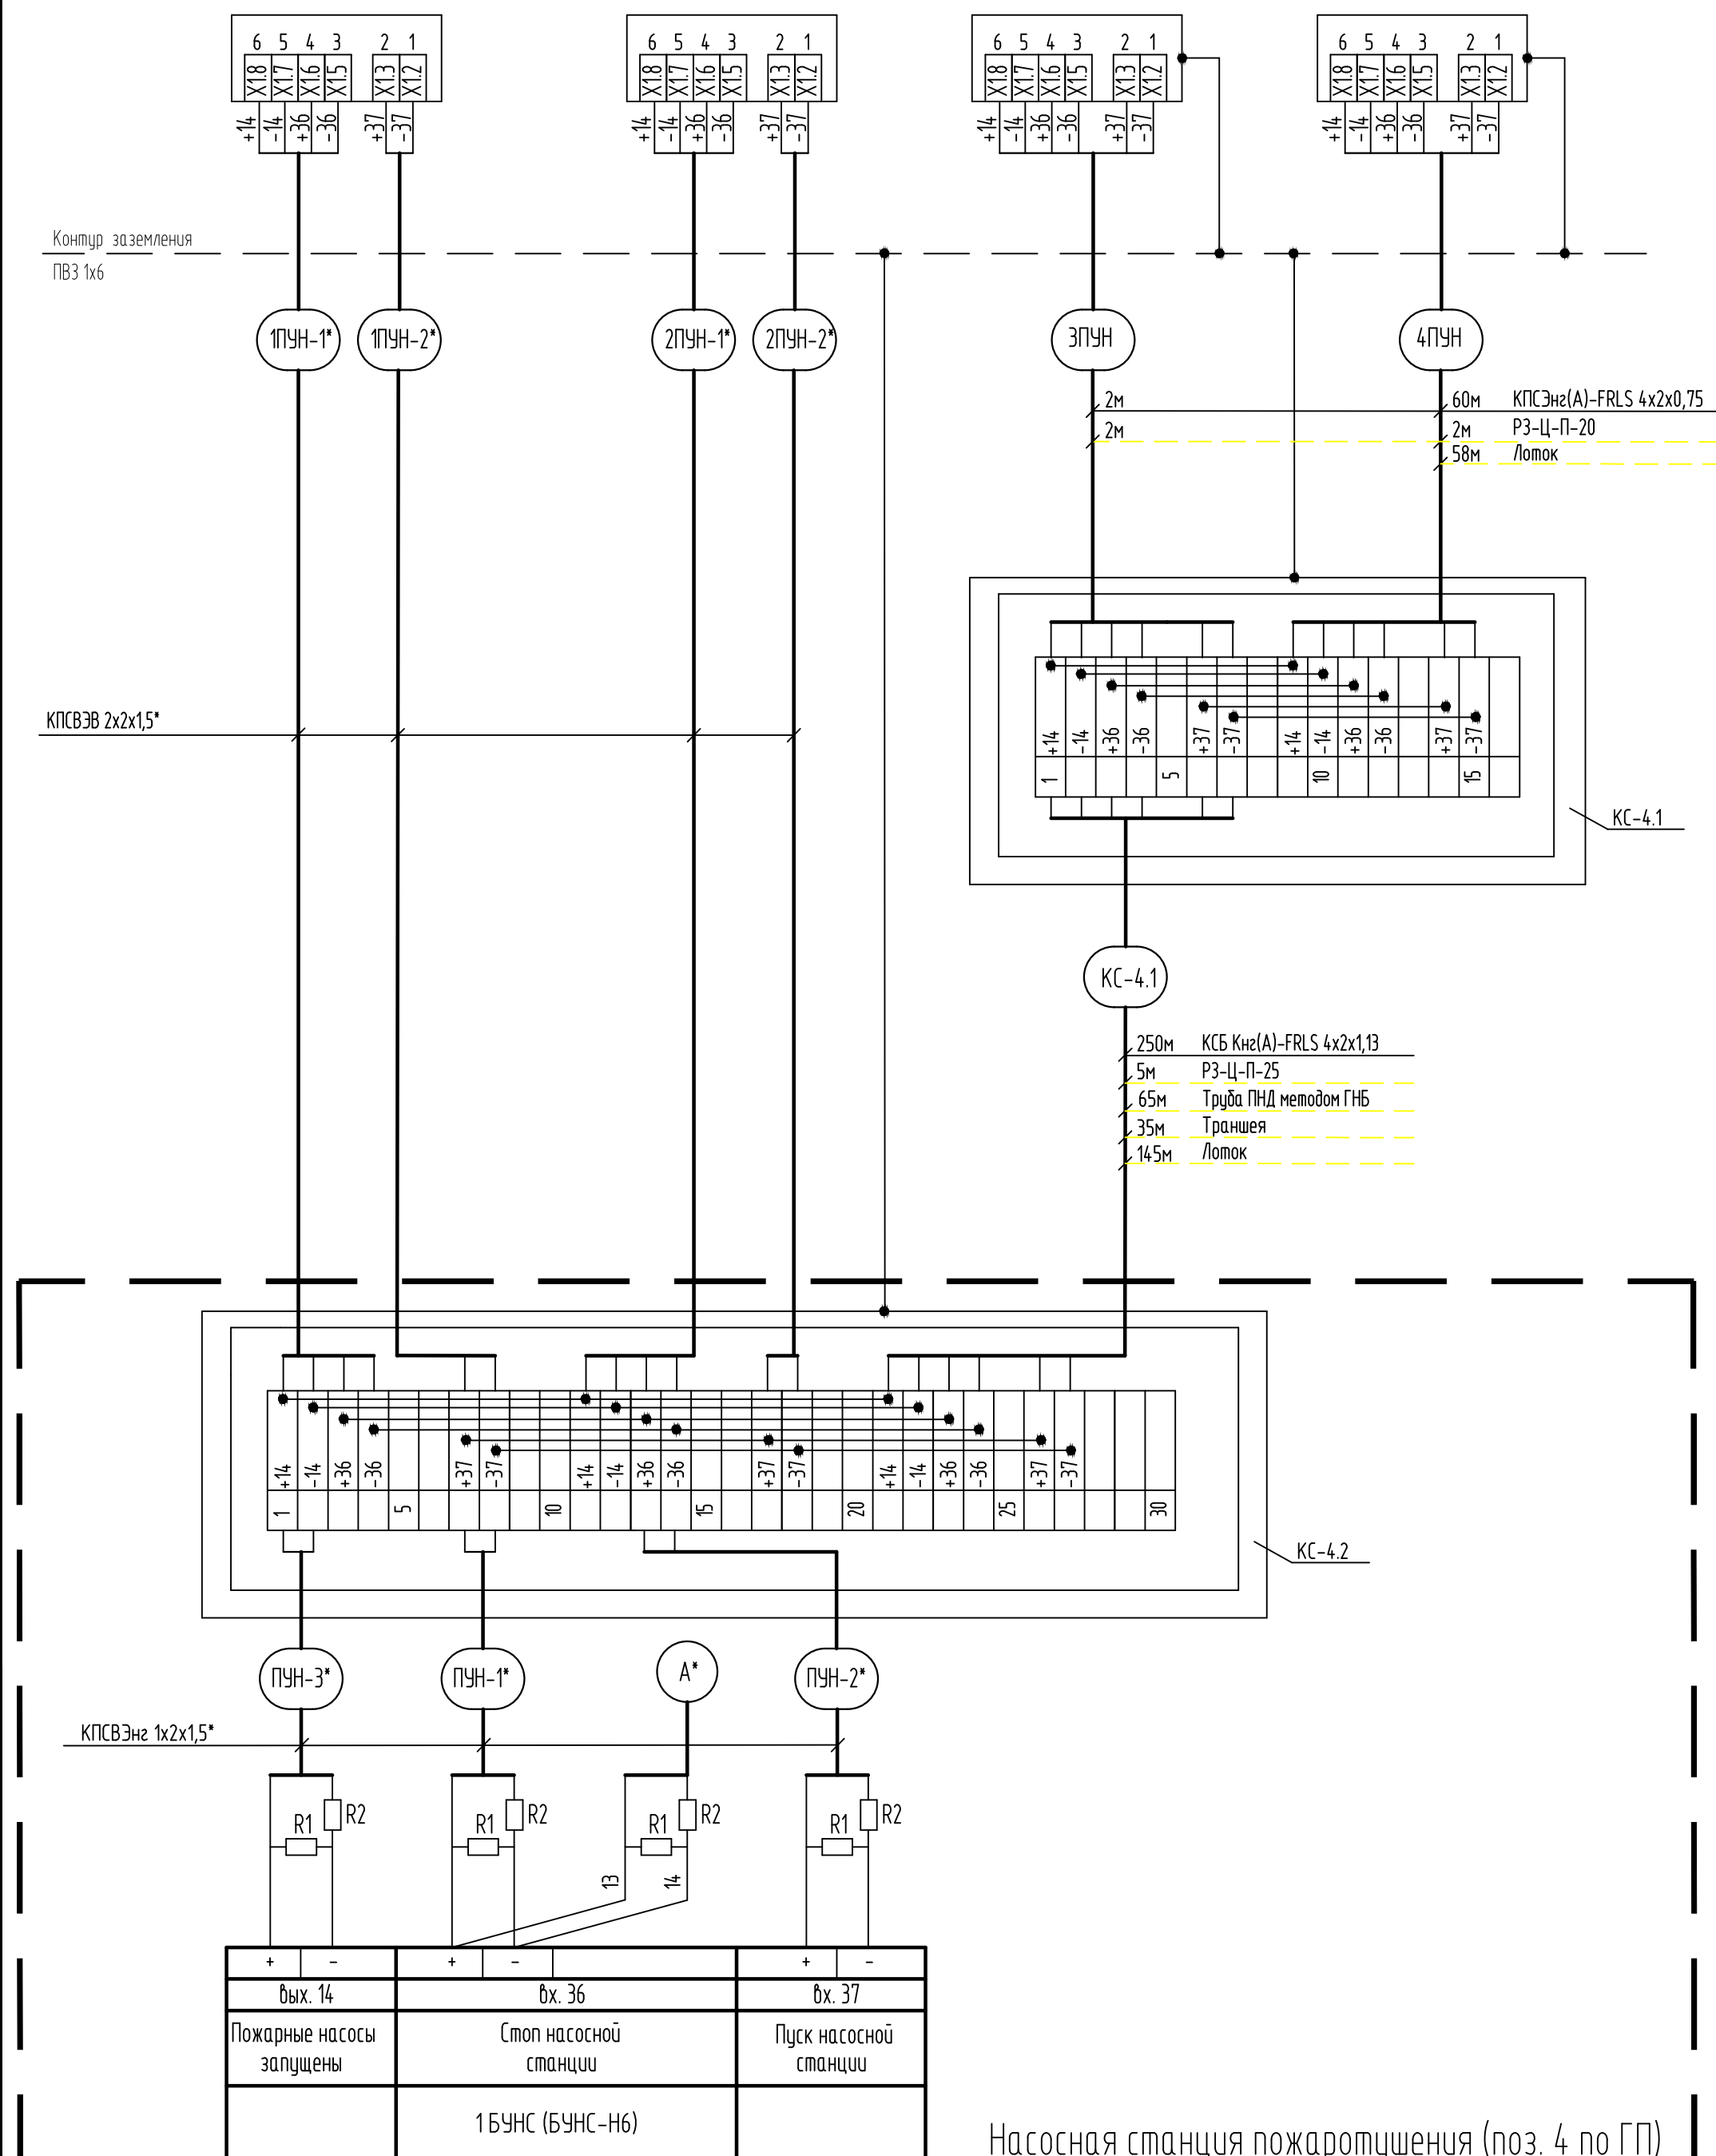 6 5 4 3 2 1
6 5 4 3 2 1
6 5 4 3 2 1
6 5 4 3 2 1
X1.8 X1.7 X1.6 X1.5 X1.3 X1.2
X1.8 X1.7 X1.6 X1.5 X1.3 X1.2
X1.8 X1.7 X1.6 X1.5 X1.3 X1.2
X1.8 X1.7 X1.6 X1.5 X1.3 X1.2
+14 -14 +36 -36 +37 -37
+14 -14 +36 -36 +37 -37
+14 -14 +36 -36 +37 -37
+14 -14 +36 -36 +37 -37
Контур заземления
ПВЗ 1х6
1ПУН-1*
1ПУН-2*
2ПУН-1*
2ПУН-2*
3ПУН
4ПУН
2м
60м КПСЭнг(А)-FRLS 4х2х0,75
2м
2м РЗ-Ц-П-20
58м Лоток
КПСВЭВ 2х2х1,5*
+14 -14 +36 -36 +37 -37 +14 -14 +36 -36 +37 -37
1 5 10 15
КС-4.1
КС-4.1
250м КСБ Кнг(А)-FRLS 4х2х1,13
5м РЗ-Ц-П-25
65м Труба ПНД методом ГНБ
35м Траншея
145м Лоток
+14 -14 +36 -36 +37 -37 +14 -14 +36 -36 +37 -37 +14 -14 +36 -36 +37 -37
1 5 10 15 20 25 30
КС-4.2
ПУН-3*
ПУН-1*
А*
ПУН-2*
КПСВЭнг 1х2х1,5*
R1 R2
R1 R2
R1 R2
R1 R2
13 14
+ - + - + -
вых. 14
вх. 36
вх. 37
Пожарные насосы
запущены
Стоп насосной
станции
Пуск насосной
станции
1 БУНС (БУНС-Н6)
Насосная станция пожаротушения (поз. 4 по ГП)